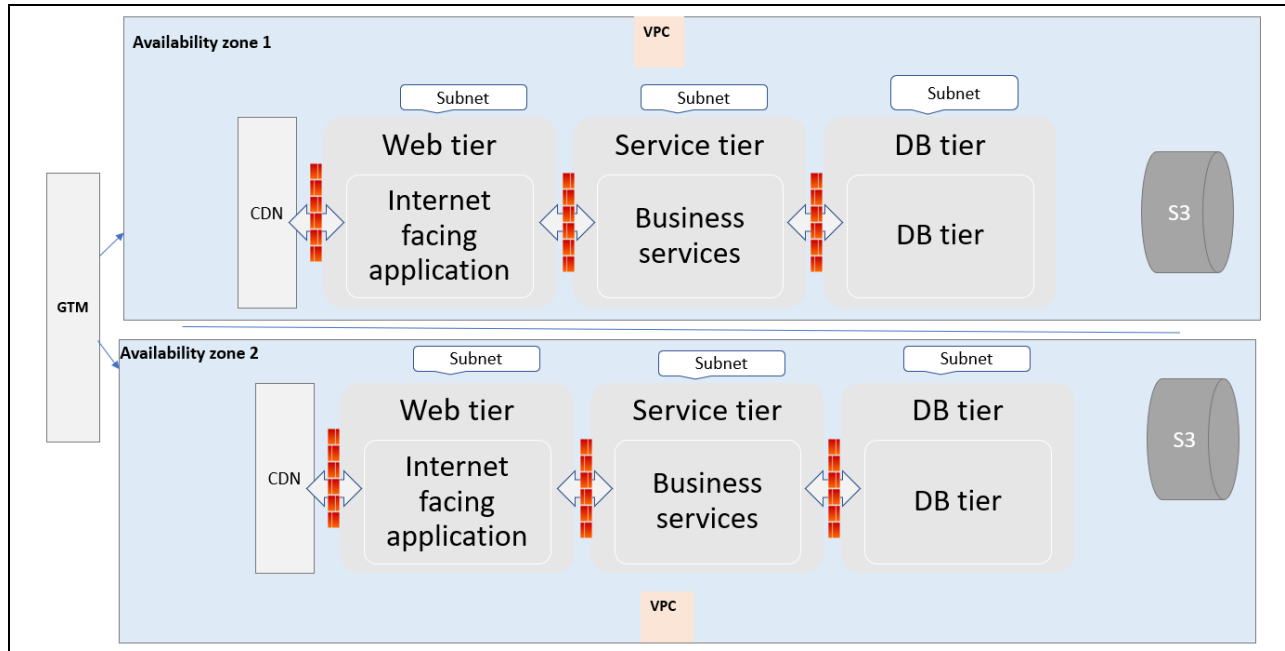 VPC
Availability zone 1
Subnet
Subnet
Subnet
Web tier
Service tier
DB tier
CDN
Internet
facing
application
Business
services
DB tier
S3
GTM
Availability zone 2
Subnet
Subnet
Subnet
Web tier
Service tier
DB tier
CDN
Internet
facing
application
Business
services
DB tier
S3
VPC